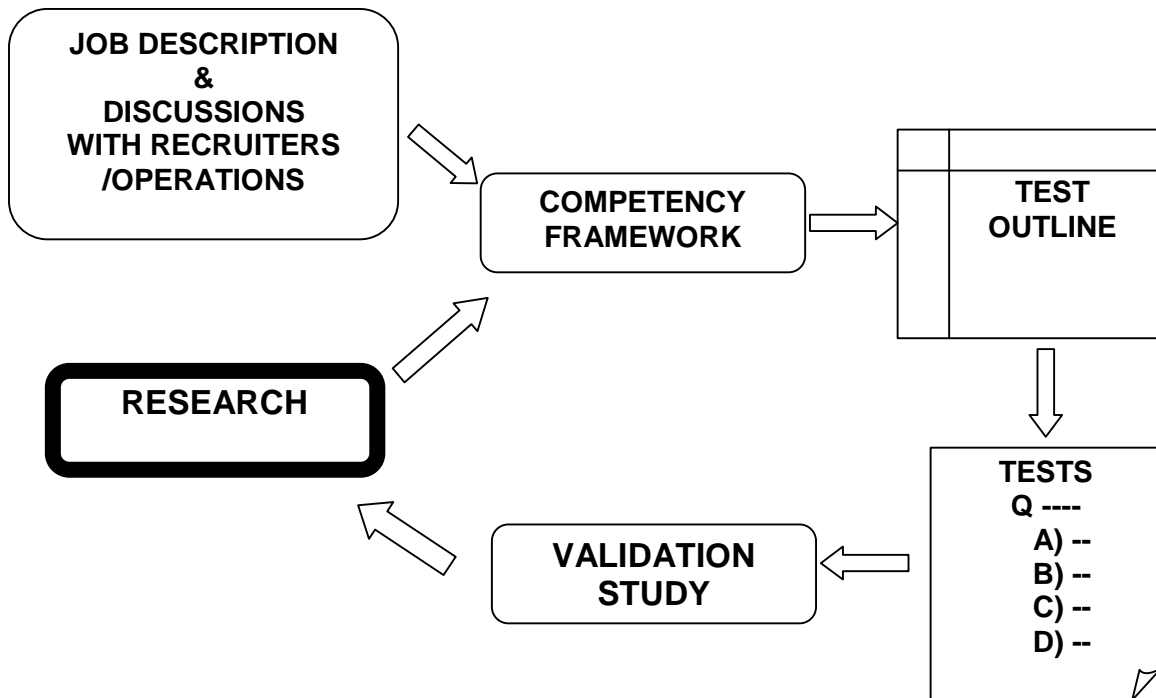 JOB DESCRIPTION
&
DISCUSSIONS
WITH RECRUITERS
/OPERATIONS
COMPETENCY
FRAMEWORK
TEST
OUTLINE
RESEARCH
TESTS
Q ----
A) --
B) --
C) --
D) --
VALIDATION
STUDY